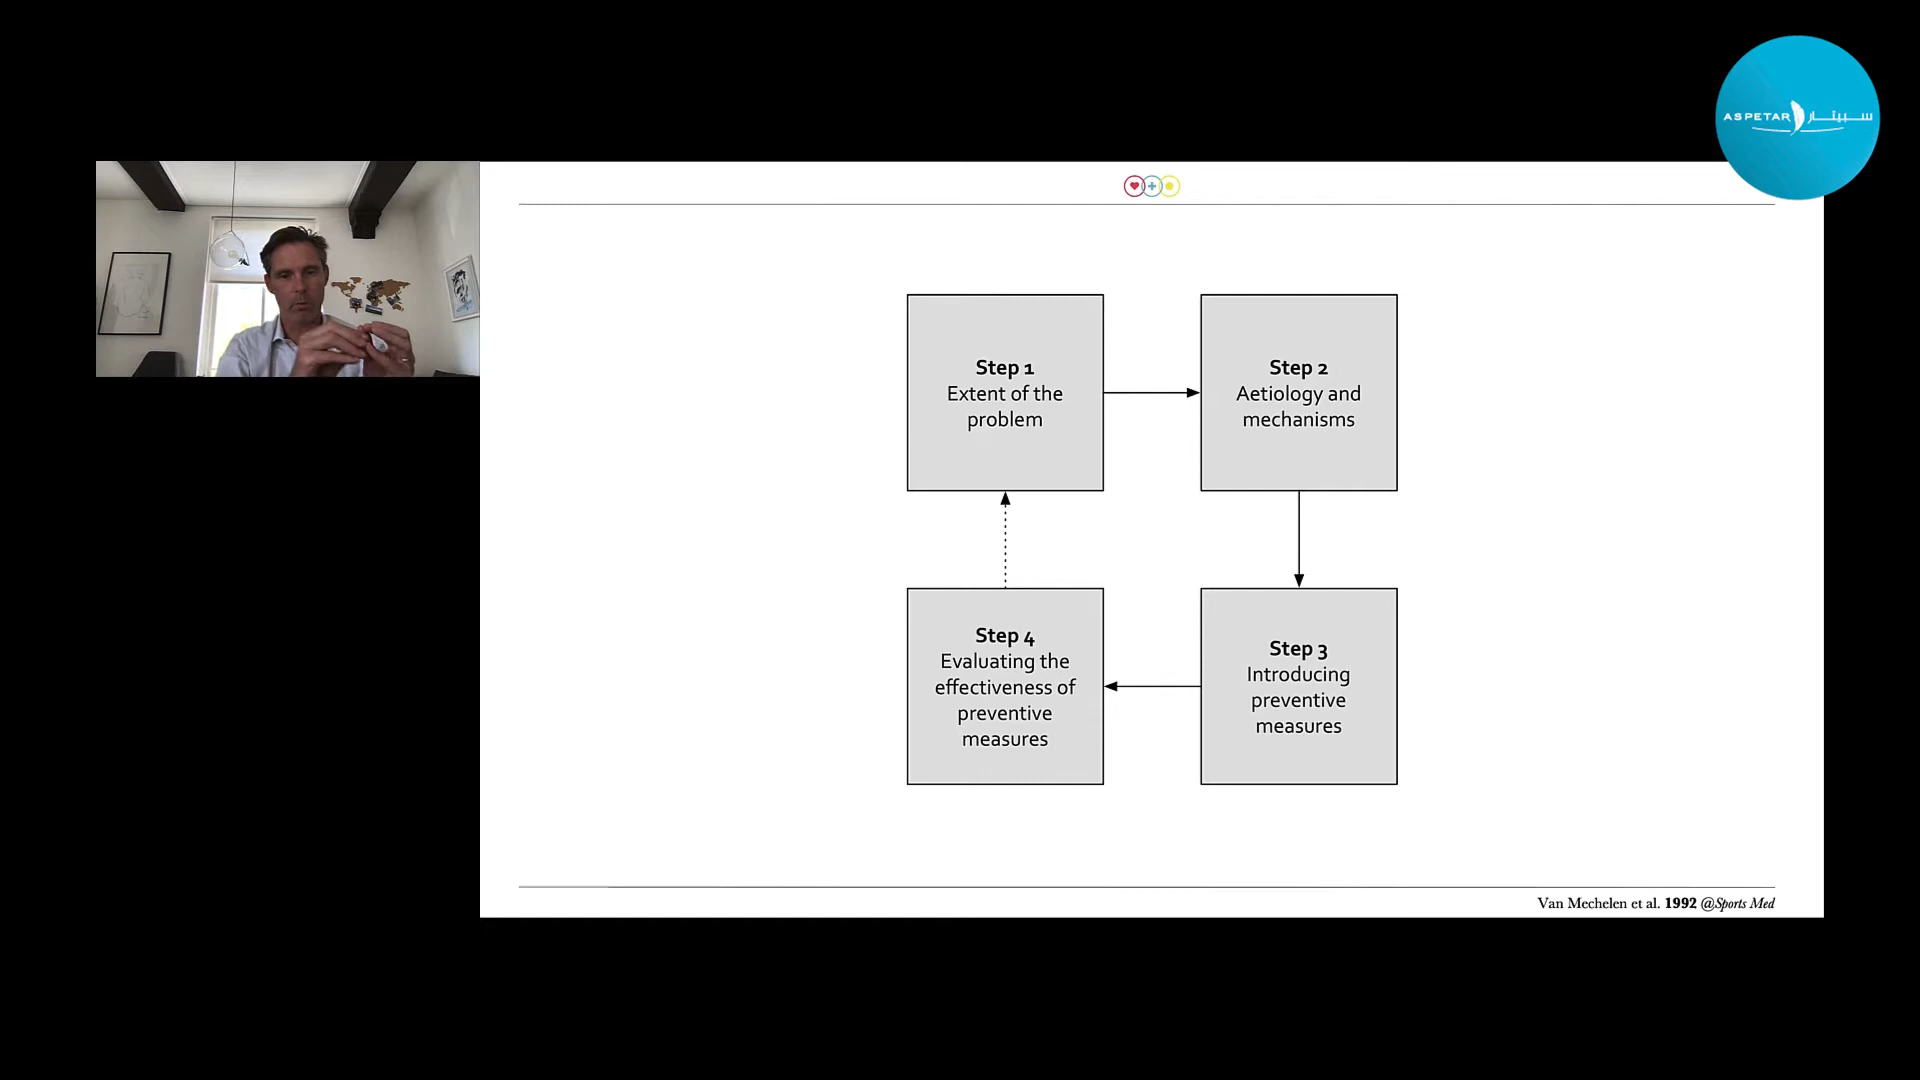 ASPETAR سبيتار
Step 1
Extent of the
problem
Step 2
Aetiology and
mechanisms
Step 4
Evaluating the
effectiveness of
preventive
measures
Step 3
Introducing
preventive
measures
Van Mechelen et al. 1992 @Sports Med